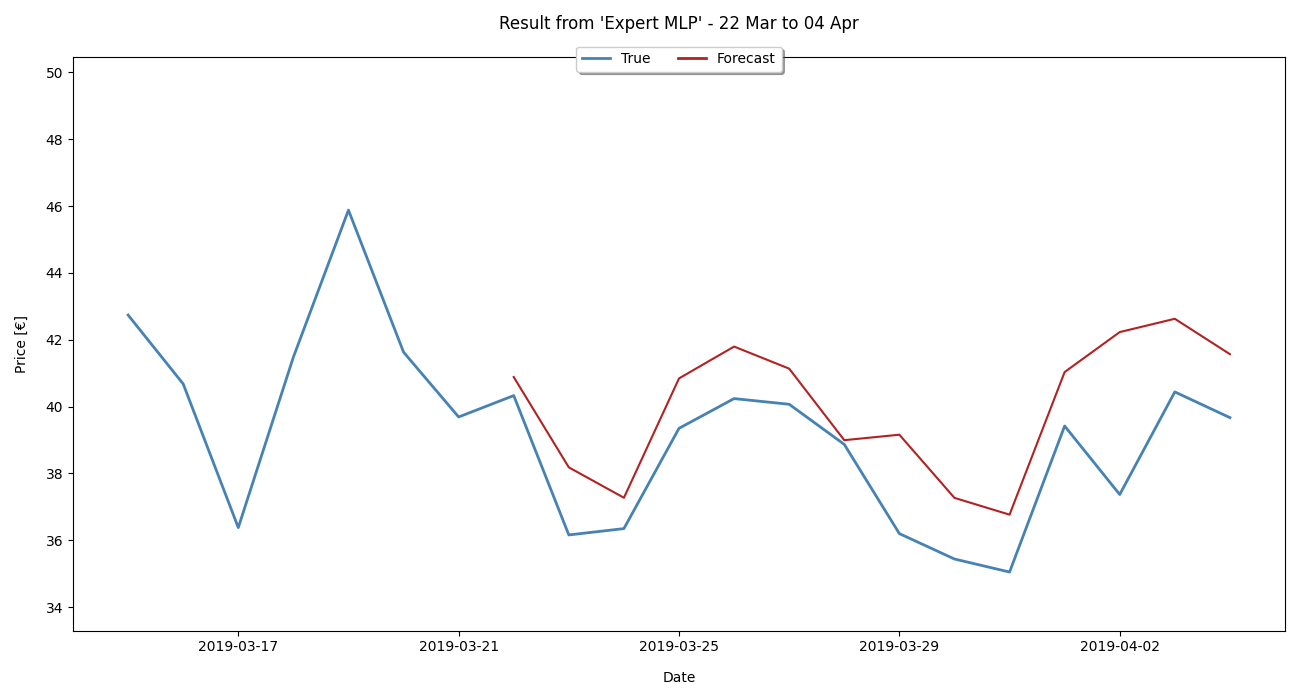 Result from 'Expert MLP' - 22 Mar to 04 Apr
True Forecast
50
48
46
44
42
40
38
36
34
Price [€]
2019-03-17 2019-03-21 2019-03-25 2019-03-29 2019-04-02
Date